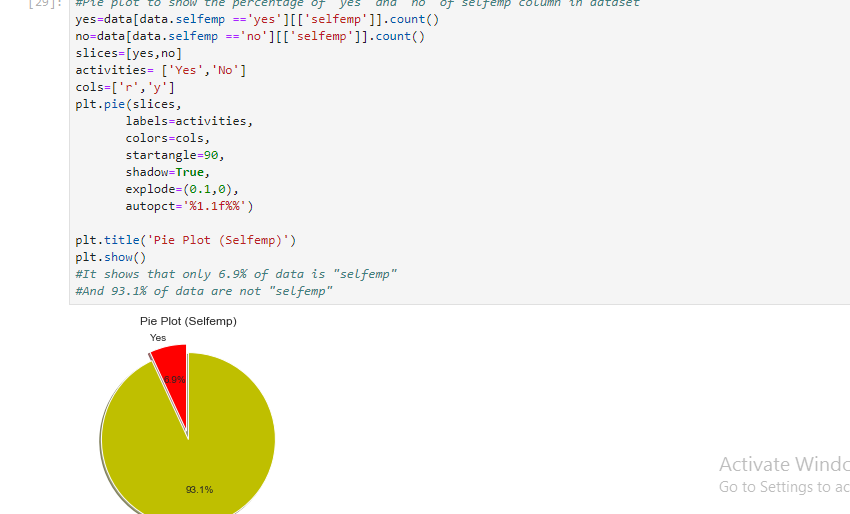 [29]: #Pie plot to show the percentage of "yes" and "no" of selfemp column in dataset
yes=data[data.selfemp =='yes'][['selfemp']].count()
no=data[data.selfemp =='no'][['selfemp']].count()
slices=[yes,no]
activities= ['Yes','No']
cols=['r','y']
plt.pie(slices,
labels=activities,
colors=cols,
startangle=90,
shadow=True,
explode=(0.1,0),
autopct='%1.1f%%')
plt.title('Pie Plot (Selfemp)')
plt.show()
#It shows that only 6.9% of data is "selfemp"
#And 93.1% of data are not "selfemp"
Pie Plot (Selfemp)
Yes
6.9%
93.1%
Activate Windo
Go to Settings to ac